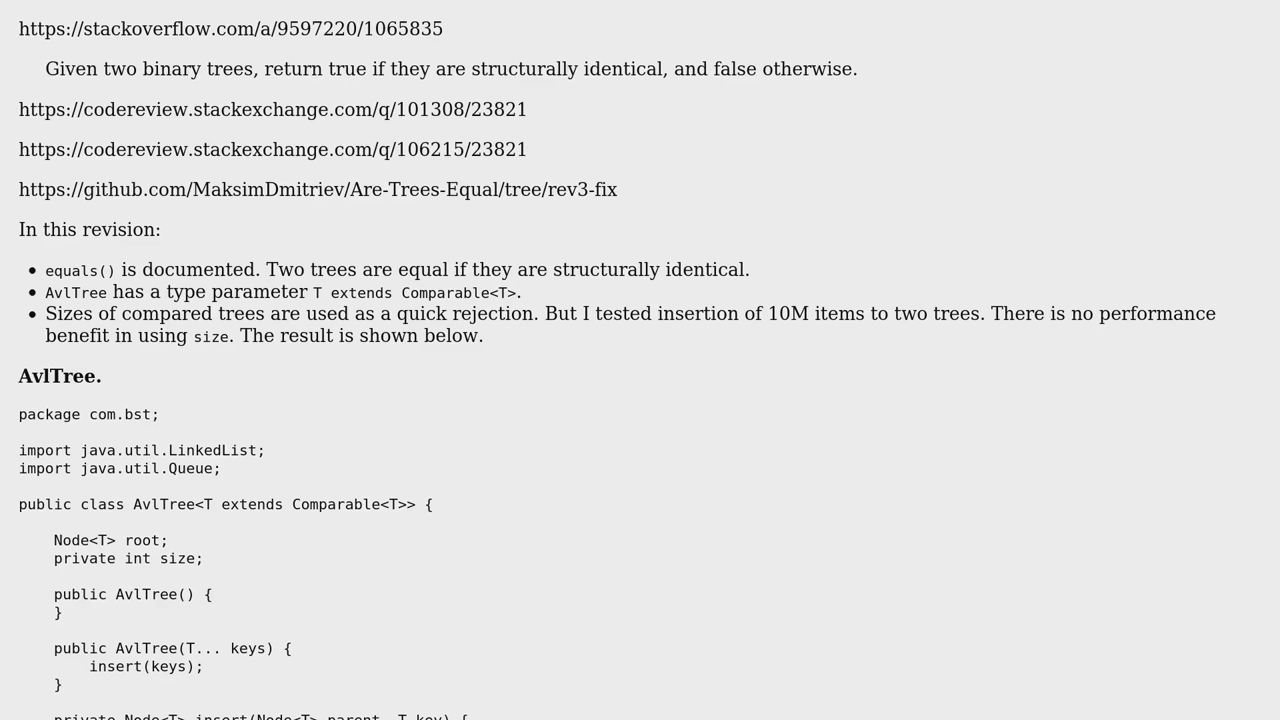 https://stackoverflow.com/a/9597220/1065835
Given two binary trees, return true if they are structurally identical, and false otherwise.
https://codereview.stackexchange.com/q/101308/23821
https://codereview.stackexchange.com/q/106215/23821
https://github.com/MaksimDmitriev/Are-Trees-Equal/tree/rev3-fix
In this revision:
• equals() is documented. Two trees are equal if they are structurally identical.
• AvlTree has a type parameter T extends Comparable<T>.
• Sizes of compared trees are used as a quick rejection. But I tested insertion of 10M items to two trees. There is no performance
benefit in using size. The result is shown below.
AvlTree.
package com.bst;
import java.util.LinkedList;
import java.util.Queue;
public class AvlTree<T extends Comparable<T>> {
    Node<T> root;
    private int size;
    public AvlTree() {
    }
    public AvlTree(T... keys) {
        insert(keys);
    }
    private Node<T> insert(Node<T> parent, T key) {